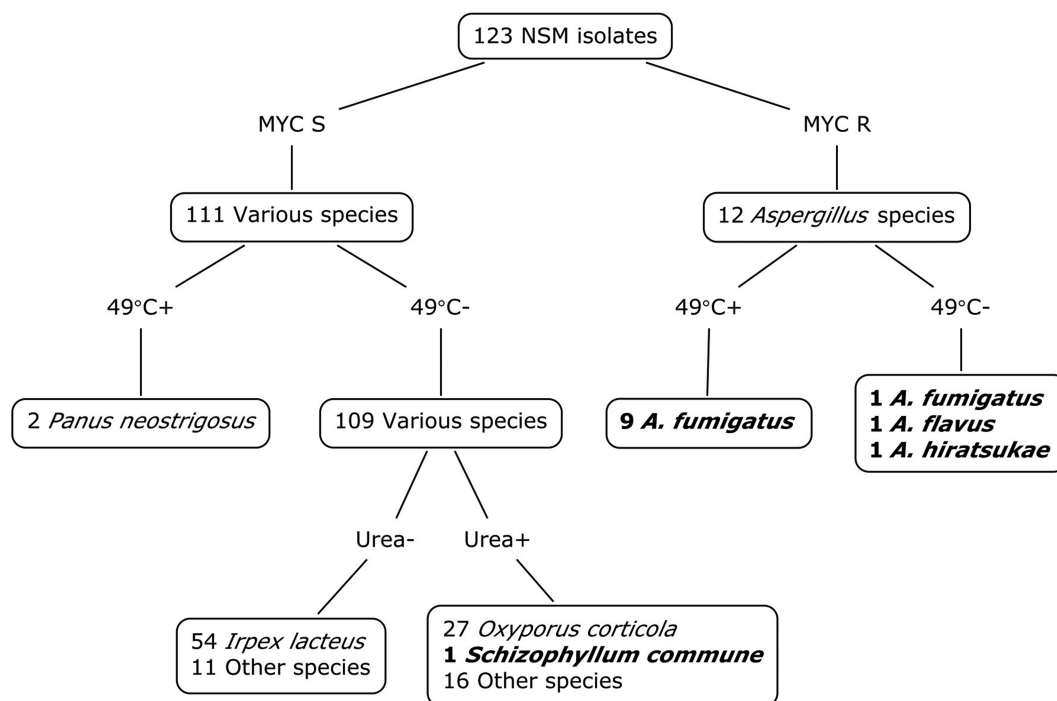 123 NSM isolates
MYC S
MYC R
111 Various species
12 Aspergillus species
49°C+
49°C-
49°C+
49°C-
2 Panus neostrigosus
109 Various species
9 A. fumigatus
1 A. fumigatus
1 A. flavus
1 A. hiratsukae
Urea-
Urea+
54 Irpex lacteus
11 Other species
27 Oxyporus corticola
1 Schizophyllum commune
16 Other species